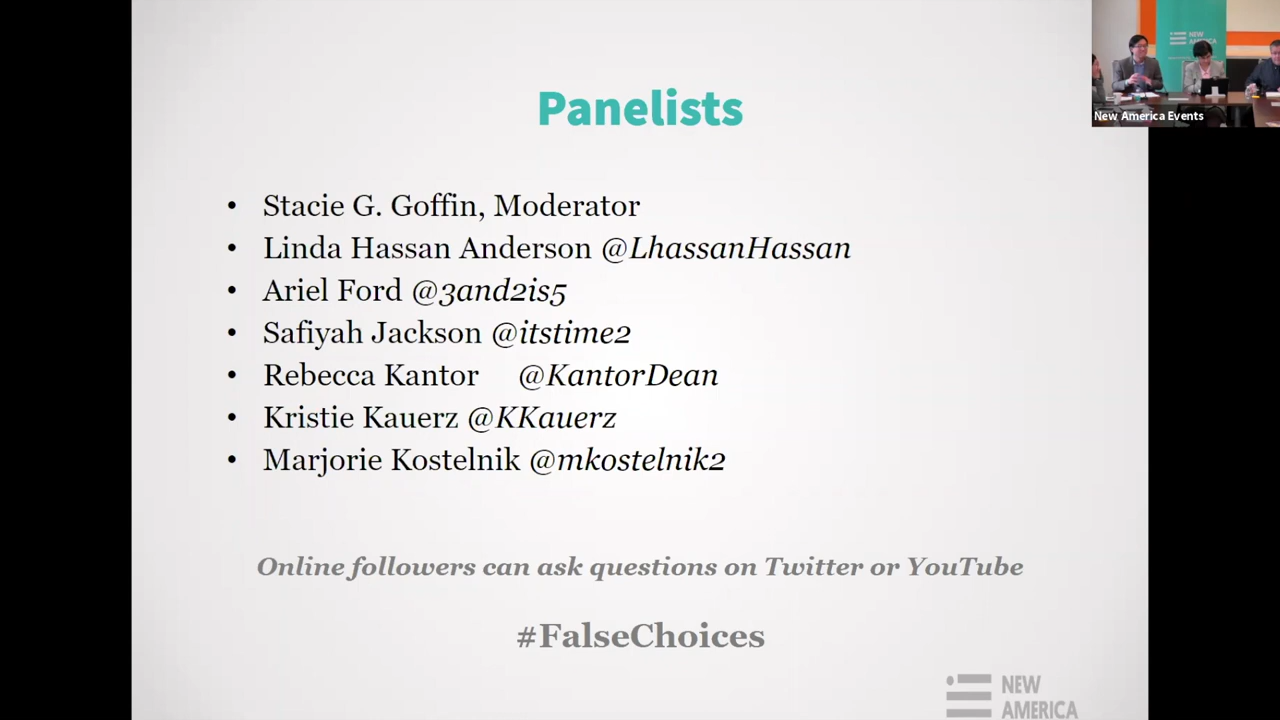 Panelists
• Stacie G. Goffin, Moderator
• Linda Hassan Anderson @LhassanHassan
• Ariel Ford @3and2is5
• Safiyah Jackson @itstime2
• Rebecca Kantor @KantorDean
• Kristie Kauerz @KKauerz
• Marjorie Kostelnik @mkostelnik2
Online followers can ask questions on Twitter or YouTube
#FalseChoices
NEW
AMERICA
NEW
AMERICA
New America Events